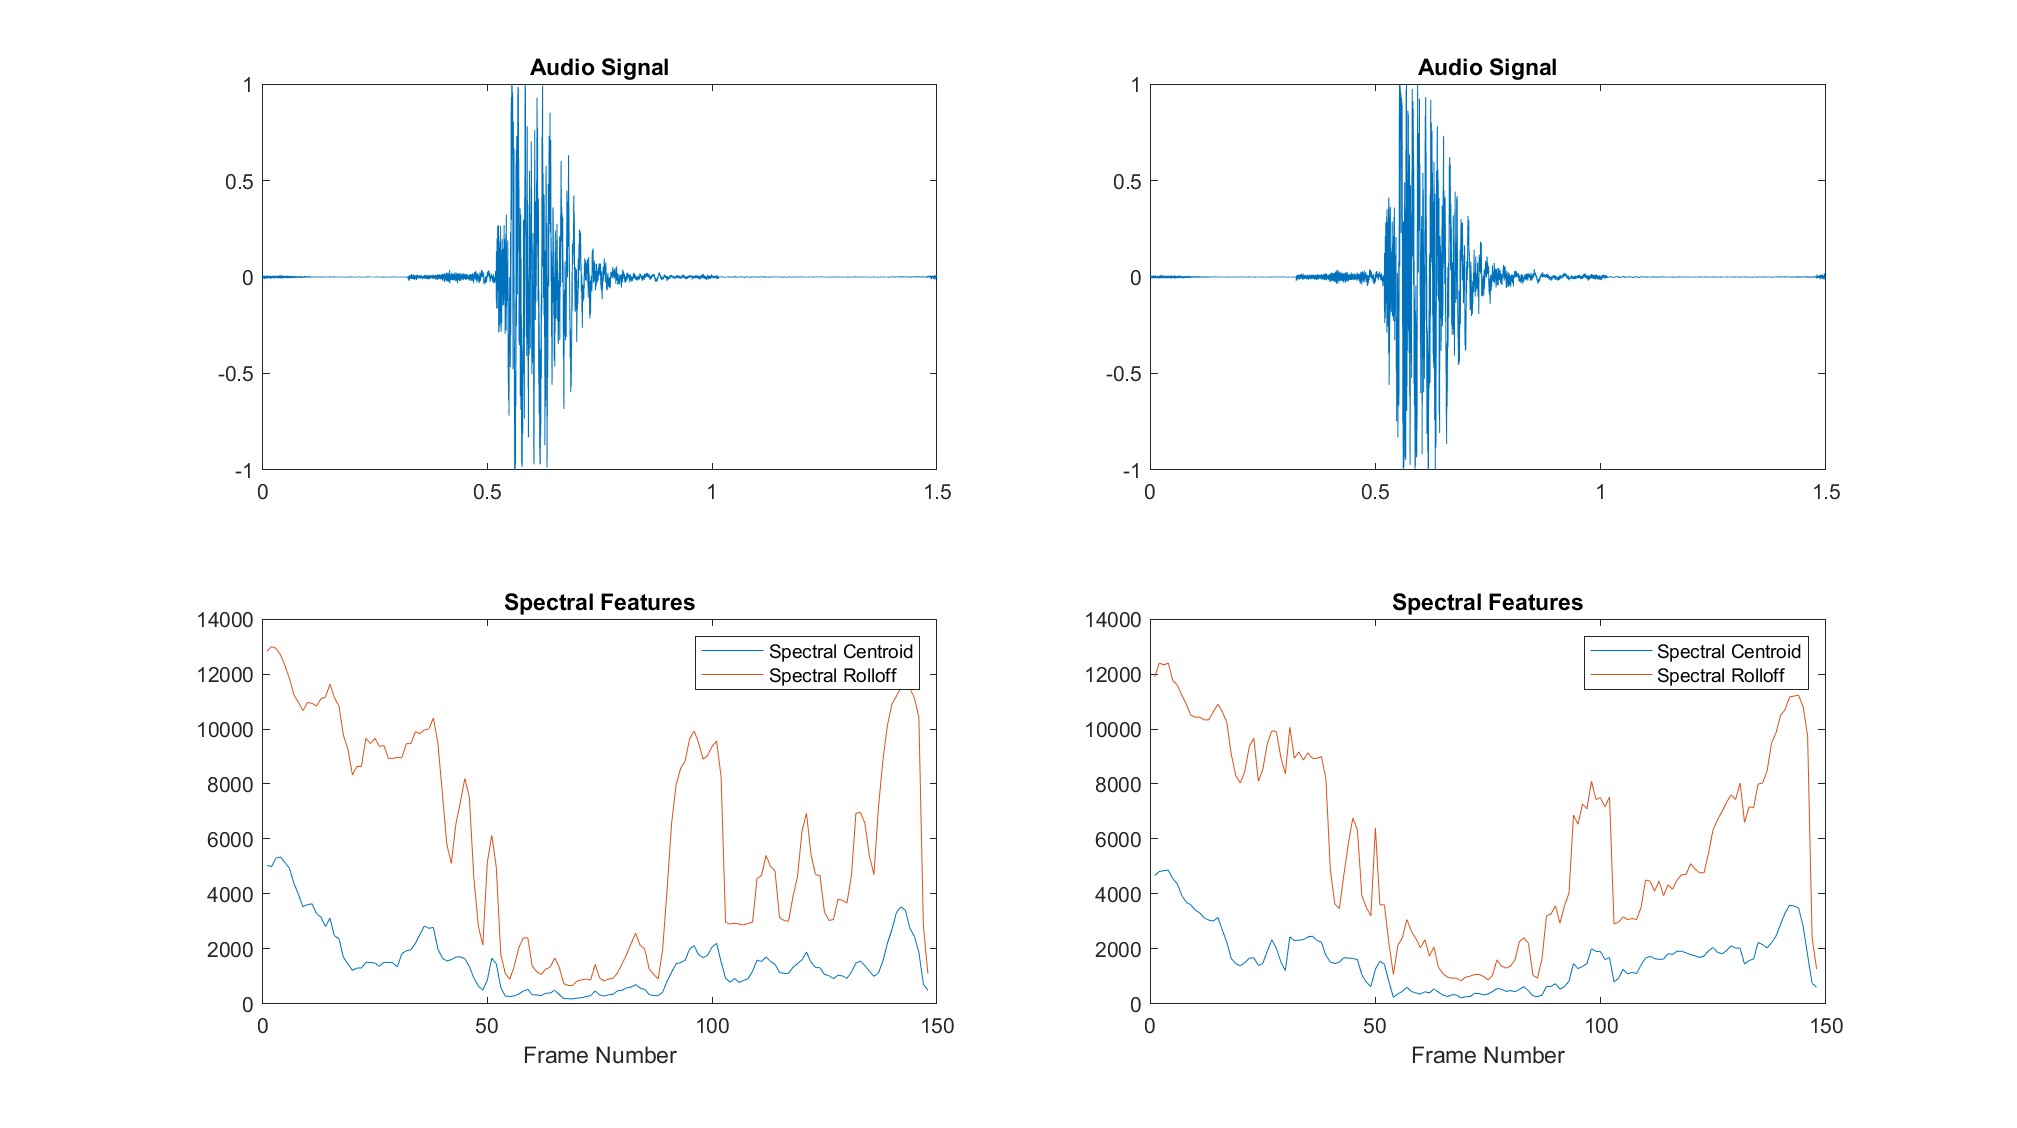 Audio Signal
1
0.5
0
-0.5
-1
0 0.5 1 1.5
Audio Signal
1
0.5
0
-0.5
-1
0 0.5 1 1.5
Spectral Features
14000
12000
10000
8000
6000
4000
2000
0
Spectral Centroid
Spectral Rolloff
0 50 100 150
Frame Number
Spectral Features
14000
12000
10000
8000
6000
4000
2000
0
Spectral Centroid
Spectral Rolloff
0 50 100 150
Frame Number